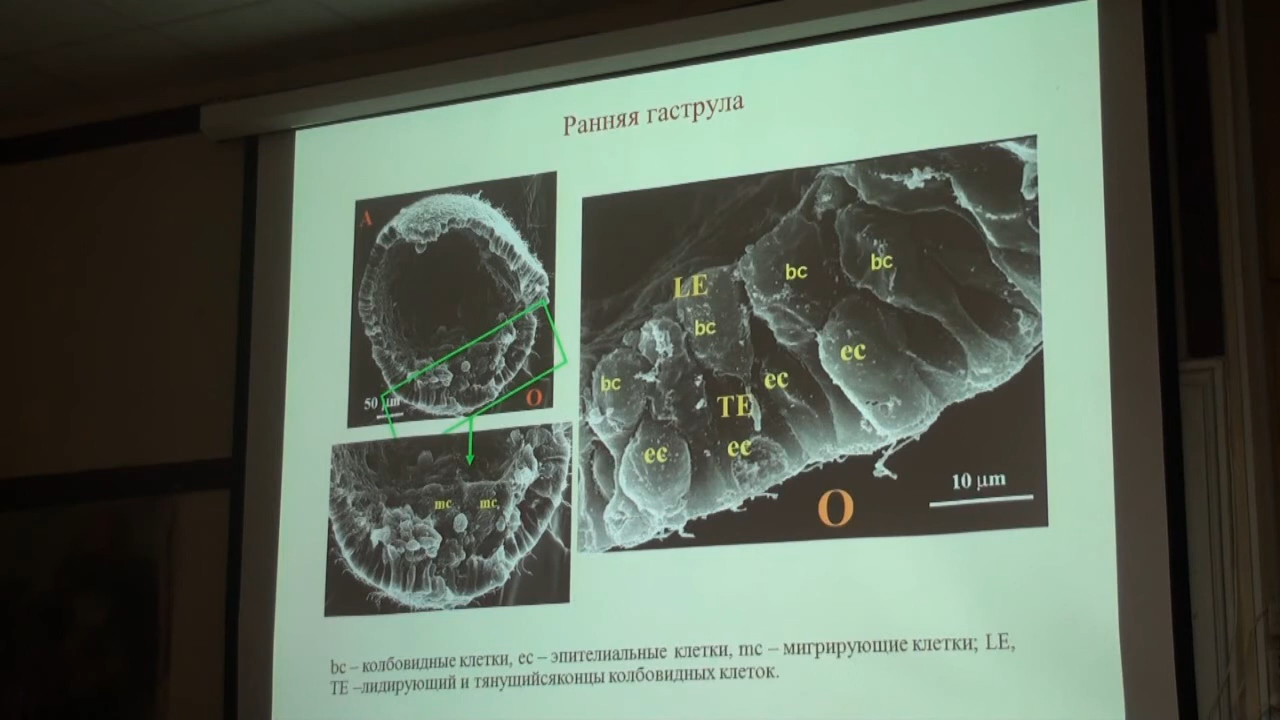 Ранняя гаструла
A
50 μm
O
mc mc
LE
bc
bc
bc
bc
ec
ec
TE
ec
ec
O
10 μm
bc – колбовидные клетки, ec – эпителиальные клетки, mc – мигрирующие клетки; LE,
TE –лидирующий и тянущийсяконцы колбовидных клеток.